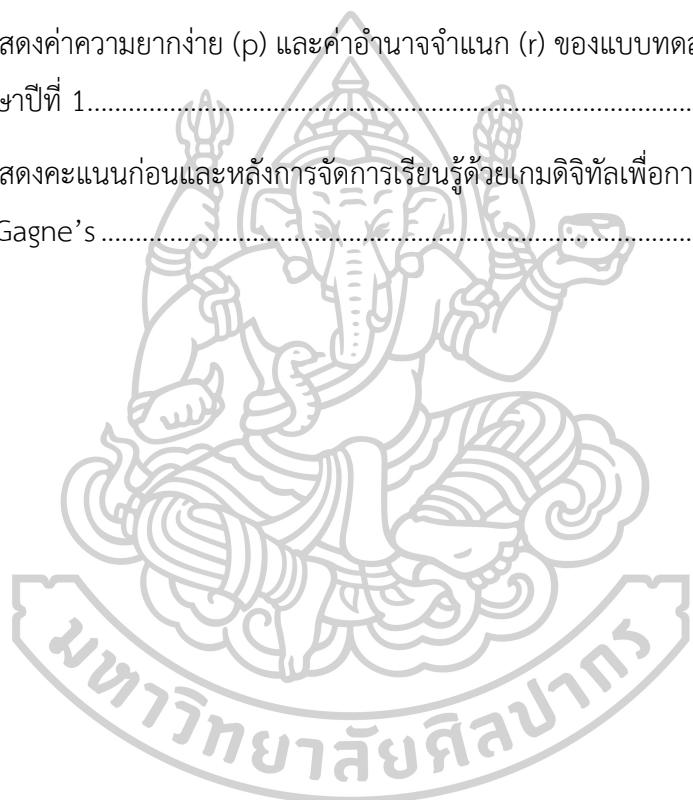 สดงค่าความยากง่าย (p) และค่าอำนาจจำแนก (r) ของแบบทดส
ษาปีที่ 1
สดงคะแนนก่อนและหลังการจัดการเรียนรู้ด้วยเกมดิจิทัลเพื่อกา
Gagne’s
มหาวิทยาลัยศิลปากร